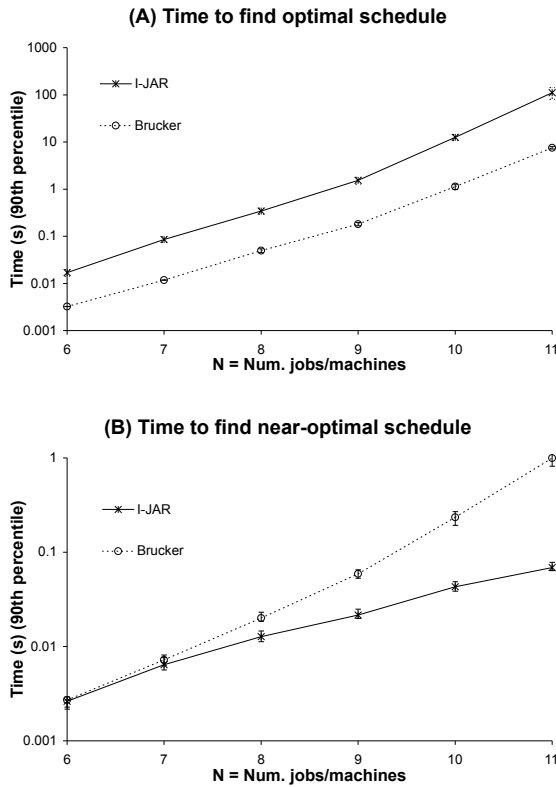 (A) Time to find optimal schedule
1000
100
10
1
0.1
0.01
0.001
Time (s) (90th percentile)
I-JAR
Brucker
6 7 8 9 10 11
N = Num. jobs/machines
(B) Time to find near-optimal schedule
1
0.1
0.01
0.001
Time (s) (90th percentile)
I-JAR
Brucker
6 7 8 9 10 11
N = Num. jobs/machines